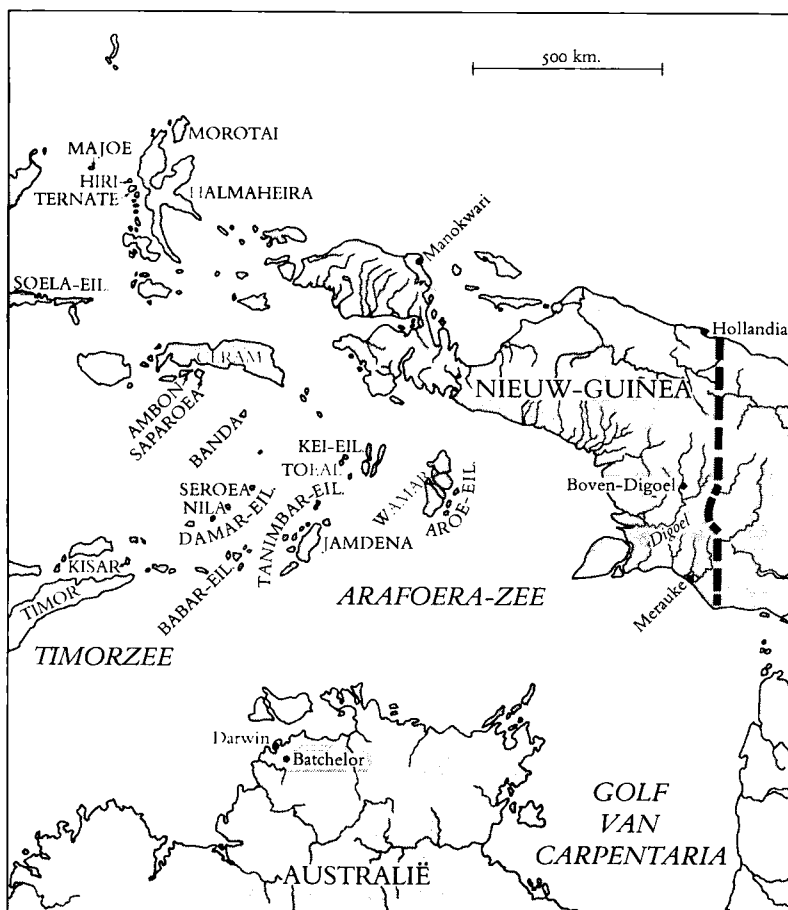 500 km.
MOROTAI
MAJOE
HIRI
TERNATE
HALMAHEIRA
Manokwari
SOELA-EIL.
Hollandia
CERAM
NIEUW-GUINEA
AMBON
SAPAROEA
BANDA
KEI-EIL.
TOEAL
WAMAR
AROE-EIL.
Boven-Digoel
SEROEA
NILA
DAMAR-EIL.
TANIMBAR-EIL.
JAMDENA
Digoel
KISAR
TIMOR
BABAR-EIL.
ARAFOERA-ZEE
Merauke
TIMORZEE
Darwin
Batchelor
GOLF
VAN
CARPENTARIA
AUSTRALIË